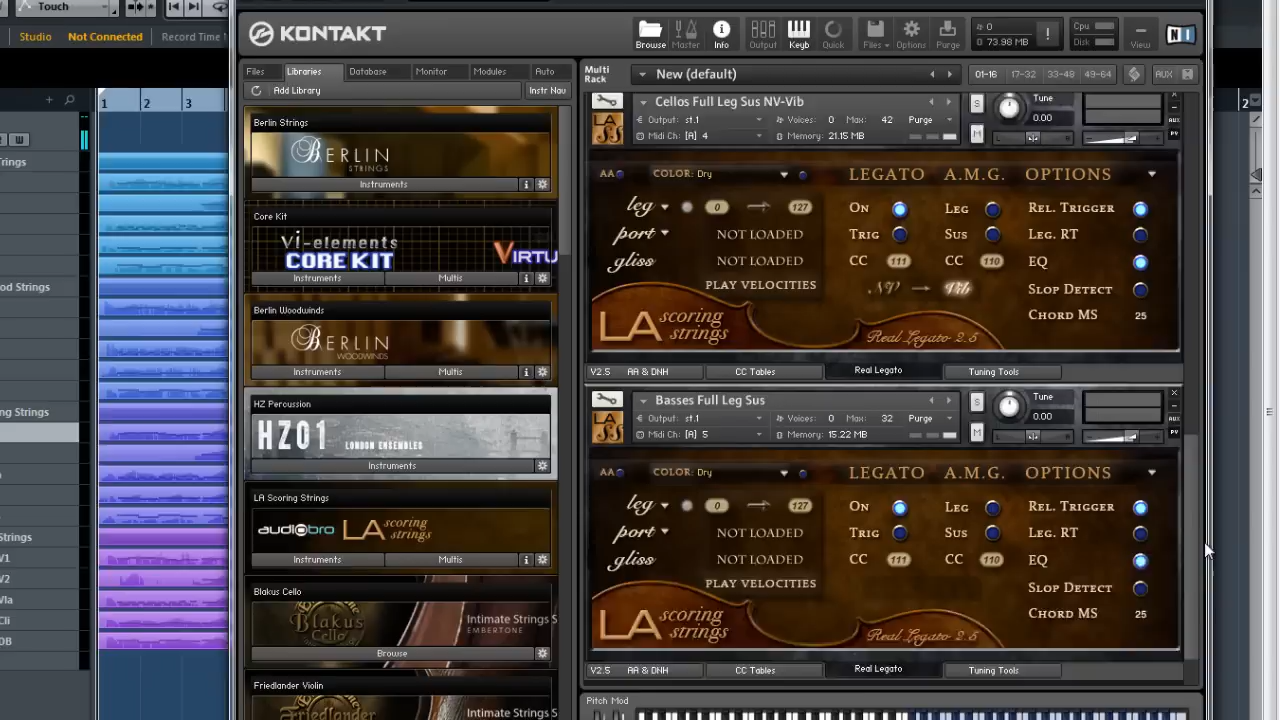 Touch
Studio Not Connected Record Time
1 2 3
W
rings
od Strings
ng Strings
Strings
V1
V2
Vla
Cli
DB
KONTAKT
Browse Master Info Output Keyb Quick Files Options Purge
0
73.98 MB
!
Cpu
Disk
View
NI
Files Libraries Database Monitor Modules Auto
Add Library Instr Nav
Berlin Strings
BERLIN
STRINGS
Instruments
Core Kit
Vi-elements
CORE KIT
VIRTU
Instruments Multis
Berlin Woodwinds
BERLIN
WOODWINDS
Instruments Multis
HZ Percussion
HZ01 LONDON ENSEMBLES
Instruments
LA Scoring Strings
audiobro LA scoring strings
Instruments Multis
Blakus Cello
Blakus Cello
Intimate Strings S
EMBERTONE
Browse
Friedlander Violin
Intimate Strings S
Multi Rack
New (default)
01-16 17-32 33-48 49-64 AUX
2
Cellos Full Leg Sus NV-Vib
Output: st.1 Voices: 0 Max: 42 Purge
Midi Ch: [A] 4 Memory: 21.15 MB
S
M
Tune
0.00
AUX
PV
AA COLOR: Dry LEGATO A.M.G. OPTIONS
leg 0 127 ON LEG REL. TRIGGER
port NOT LOADED TRIG SUS LEG. RT
gliss NOT LOADED CC 111 CC 110 EQ
PLAY VELOCITIES NV Vib SLOP DETECT
CHORD MS 25
LA scoring strings
Real Legato 2.5
V2.5 AA & DNH CC Tables Real Legato Tuning Tools
Basses Full Leg Sus
Output: st.1 Voices: 0 Max: 32 Purge
Midi Ch: [A] 5 Memory: 15.22 MB
S
M
Tune
0.00
AUX
PV
AA COLOR: Dry LEGATO A.M.G. OPTIONS
leg 0 127 ON LEG REL. TRIGGER
port NOT LOADED TRIG SUS LEG. RT
gliss NOT LOADED CC 111 CC 110 EQ
PLAY VELOCITIES SLOP DETECT
CHORD MS 25
LA scoring strings
Real Legato 2.5
V2.5 AA & DNH CC Tables Real Legato Tuning Tools
Pitch Mod